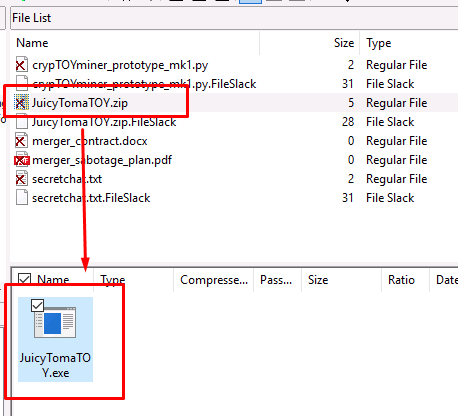 File List
Name Size Type
crypTOYminer_prototype_mk1.py 2 Regular File
crypTOYminer_prototype_mk1.py.FileSlack 31 File Slack
JuicyTomaTOY.zip 5 Regular File
JuicyTomaTOY.zip.FileSlack 28 File Slack
merger_contract.docx 0 Regular File
merger_sabotage_plan.pdf 0 Regular File
secretchat.txt 2 Regular File
secretchat.txt.FileSlack 31 File Slack
Name Type Compresse... Pass... Size Ratio Date
JuicyTomaTO
Y.exe